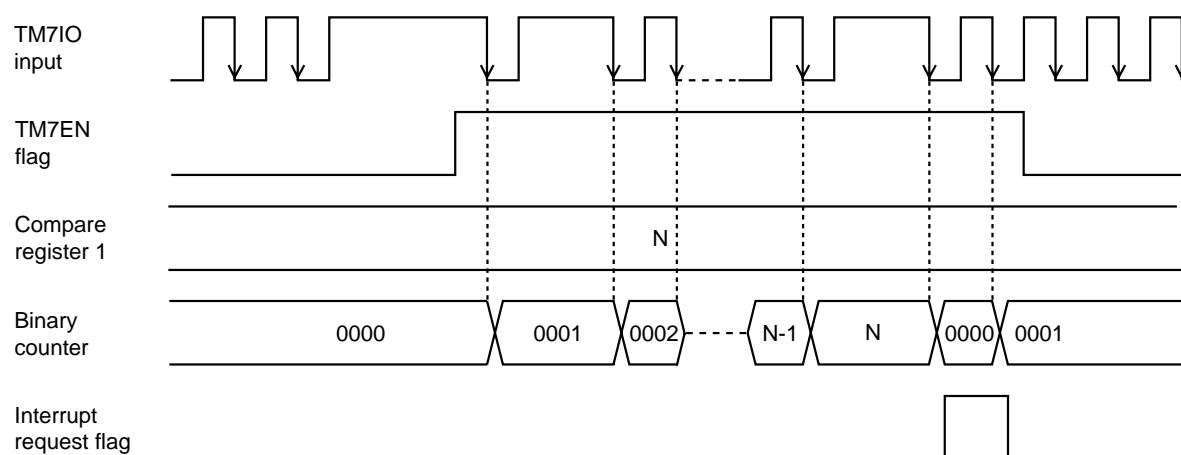 TM7IO
input
TM7EN
flag
Compare
register 1
N
Binary
counter
0000 0001 0002 N-1 N 0000 0001
Interrupt
request flag